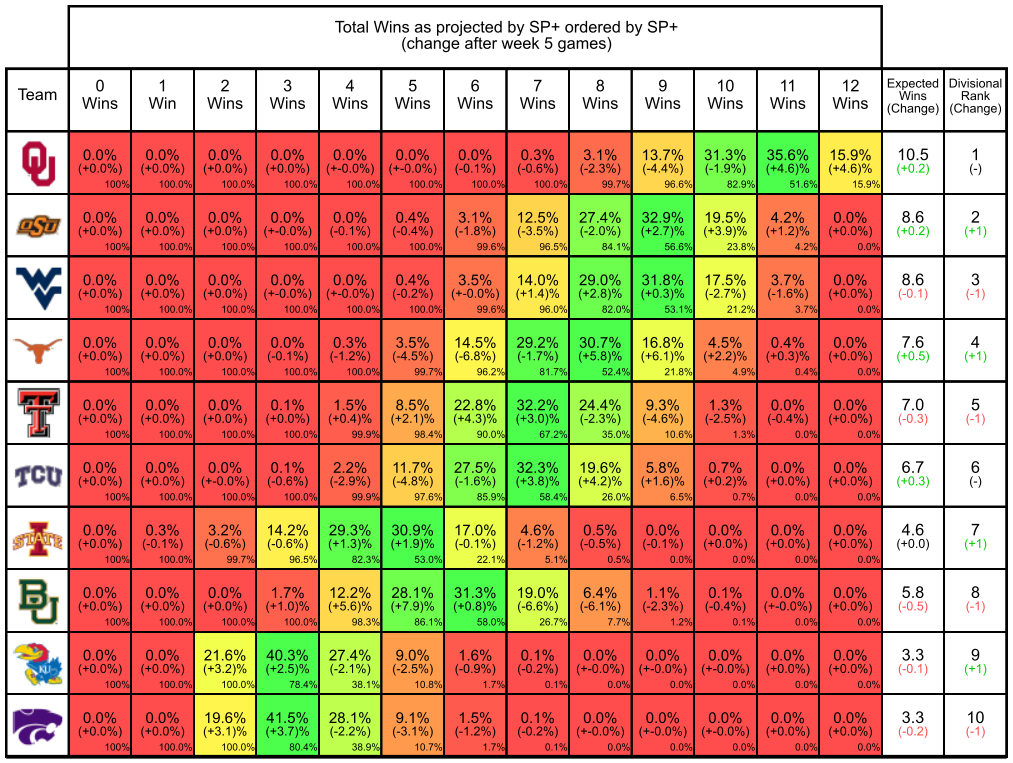 Total Wins as projected by SP+ ordered by SP+
(change after week 5 games)
Team 0 Wins 1 Win 2 Wins 3 Wins 4 Wins 5 Wins 6 Wins 7 Wins 8 Wins 9 Wins 10 Wins 11 Wins 12 Wins Expected Wins (Change) Divisional Rank (Change)
OU 0.0% 0.0% 0.0% 0.0% 0.0% 0.0% 0.0% 0.3% 3.1% 13.7% 31.3% 35.6% 15.9% 10.5 1
(+0.0%) (+0.0%) (+0.0%) (+0.0%) (+0.0%) (+-0.0%) (-0.1%) (-0.6%) (-2.3%) (-4.4%) (-1.9%) (+4.6)% (+4.6)% (+0.2) (-)
100% 100.0% 100.0% 100.0% 100.0% 100.0% 100.0% 100.0% 99.7% 96.6% 82.9% 51.6% 15.9%
OSU 0.0% 0.0% 0.0% 0.0% 0.0% 0.4% 3.1% 12.5% 27.4% 32.9% 19.5% 4.2% 0.0% 8.6 2
(+0.0%) (+0.0%) (+0.0%) (+-0.0%) (-0.1%) (-0.4%) (-1.8%) (-3.5%) (-2.0%) (+2.7)% (+3.9)% (+1.2)% (+0.0%) (+0.2) (+1)
100% 100.0% 100.0% 100.0% 100.0% 100.0% 99.6% 96.5% 84.1% 56.6% 23.8% 4.2% 0.0%
WV 0.0% 0.0% 0.0% 0.0% 0.0% 0.4% 3.5% 14.0% 29.0% 31.8% 17.5% 3.7% 0.0% 8.6 3
(+0.0%) (+0.0%) (+0.0%) (+-0.0%) (+-0.0%) (-0.2%) (+-0.0%) (+1.4)% (+2.8)% (+0.3)% (-2.7%) (-1.6%) (+0.0%) (-0.1) (-1)
100% 100.0% 100.0% 100.0% 100.0% 100.0% 99.6% 96.0% 82.0% 53.1% 21.2% 3.7% 0.0%
0.0% 0.0% 0.0% 0.0% 0.3% 3.5% 14.5% 29.2% 30.7% 16.8% 4.5% 0.4% 0.0% 7.6 4
(+0.0%) (+0.0%) (+0.0%) (-0.1%) (-1.2%) (-4.5%) (-6.8%) (-1.7%) (+5.8)% (+6.1)% (+2.2)% (+0.3)% (+0.0%) (+0.5) (+1)
100% 100.0% 100.0% 100.0% 100.0% 99.7% 96.2% 81.7% 52.4% 21.8% 4.9% 0.4% 0.0%
TT 0.0% 0.0% 0.0% 0.1% 1.5% 8.5% 22.8% 32.2% 24.4% 9.3% 1.3% 0.0% 0.0% 7.0 5
(+0.0%) (+0.0%) (+0.0%) (+0.0%) (+0.4)% (+2.1)% (+4.3)% (+3.0)% (-2.3%) (-4.6%) (-2.5%) (-0.4%) (+0.0%) (-0.3) (-1)
100% 100.0% 100.0% 100.0% 99.9% 98.4% 90.0% 67.2% 35.0% 10.6% 1.3% 0.0% 0.0%
TCU 0.0% 0.0% 0.0% 0.1% 2.2% 11.7% 27.5% 32.3% 19.6% 5.8% 0.7% 0.0% 0.0% 6.7 6
(+0.0%) (+0.0%) (+-0.0%) (-0.6%) (-2.9%) (-4.8%) (-1.6%) (+3.8)% (+4.2)% (+1.6)% (+0.2)% (+0.0%) (+0.0%) (+0.3) (-)
100% 100.0% 100.0% 100.0% 99.9% 97.6% 85.9% 58.4% 26.0% 6.5% 0.7% 0.0% 0.0%
I STATE 0.0% 0.3% 3.2% 14.2% 29.3% 30.9% 17.0% 4.6% 0.5% 0.0% 0.0% 0.0% 0.0% 4.6 7
(+0.0%) (-0.1%) (-0.6%) (-0.6%) (+1.3)% (+1.9)% (-0.1%) (-1.2%) (-0.5%) (-0.1%) (+0.0%) (+0.0%) (+0.0%) (+0.0) (+1)
100% 100.0% 99.7% 96.5% 82.3% 53.0% 22.1% 5.1% 0.5% 0.0% 0.0% 0.0% 0.0%
BU 0.0% 0.0% 0.0% 1.7% 12.2% 28.1% 31.3% 19.0% 6.4% 1.1% 0.1% 0.0% 0.0% 5.8 8
(+0.0%) (+0.0%) (+0.0%) (+1.0)% (+5.6)% (+7.9)% (+0.8)% (-6.6%) (-6.1%) (-2.3%) (-0.4%) (+-0.0%) (+0.0%) (-0.5) (-1)
100% 100.0% 100.0% 100.0% 98.3% 86.1% 58.0% 26.7% 7.7% 1.2% 0.1% 0.0% 0.0%
KU 0.0% 0.0% 21.6% 40.3% 27.4% 9.0% 1.6% 0.1% 0.0% 0.0% 0.0% 0.0% 0.0% 3.3 9
(+0.0%) (+0.0%) (+3.2)% (+2.5)% (-2.1%) (-2.5%) (-0.9%) (-0.2%) (+-0.0%) (+-0.0%) (+-0.0%) (+0.0%) (+0.0%) (-0.1) (+1)
100% 100.0% 100.0% 78.4% 38.1% 10.8% 1.7% 0.1% 0.0% 0.0% 0.0% 0.0% 0.0%
0.0% 0.0% 19.6% 41.5% 28.1% 9.1% 1.5% 0.1% 0.0% 0.0% 0.0% 0.0% 0.0% 3.3 10
(+0.0%) (+0.0%) (+3.1)% (+3.7)% (-2.2%) (-3.1%) (-1.2%) (-0.2%) (+-0.0%) (+-0.0%) (+-0.0%) (+0.0%) (+0.0%) (-0.2) (-1)
100% 100.0% 100.0% 80.4% 38.9% 10.7% 1.7% 0.1% 0.0% 0.0% 0.0% 0.0% 0.0%